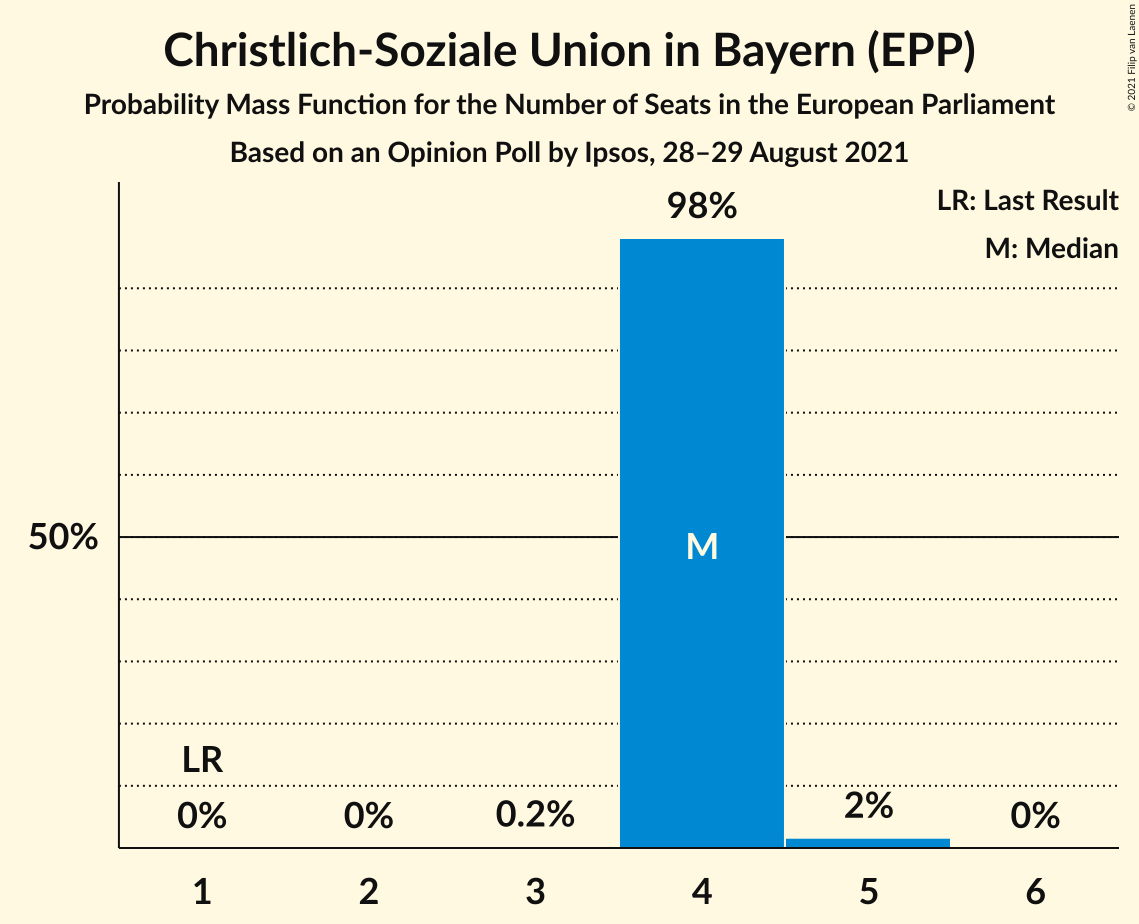 Christlich-Soziale Union in Bayern (EPP)
Probability Mass Function for the Number of Seats in the European Parliament
Based on an Opinion Poll by Ipsos, 28–29 August 2021
© 2021 Filip van Laenen
LR: Last Result
M: Median
98%
50%
M
LR
0%
0%
0.2%
2%
0%
1
2
3
4
5
6